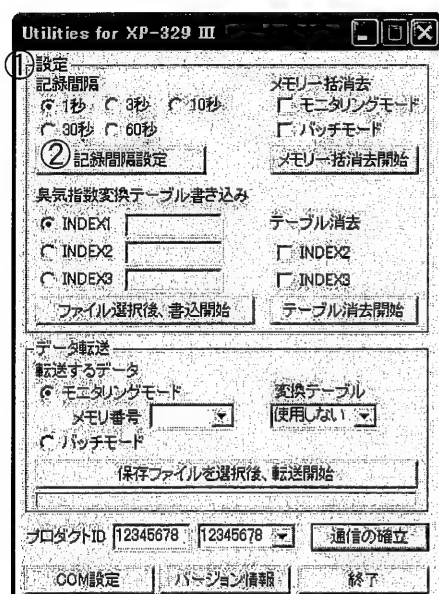 Utilities for XP-329 Ⅲ
①設定
記録間隔
1秒 3秒 10秒
30秒 60秒
②記録間隔設定
メモリ一括消去
モニタリングモード
バッチモード
メモリ一括消去開始
臭気指数変換テーブル書き込み
INDEX1
INDEX2
INDEX3
ファイル選択後、書込開始
テーブル消去
INDEX2
INDEX3
テーブル消去開始
データ転送
転送するデータ
モニタリングモード
メモリ番号
バッチモード
変換テーブル
使用しない
保存ファイルを選択後、転送開始
プロダクトID 12345678 12345678 通信の確立
COM設定 バージョン情報 終了